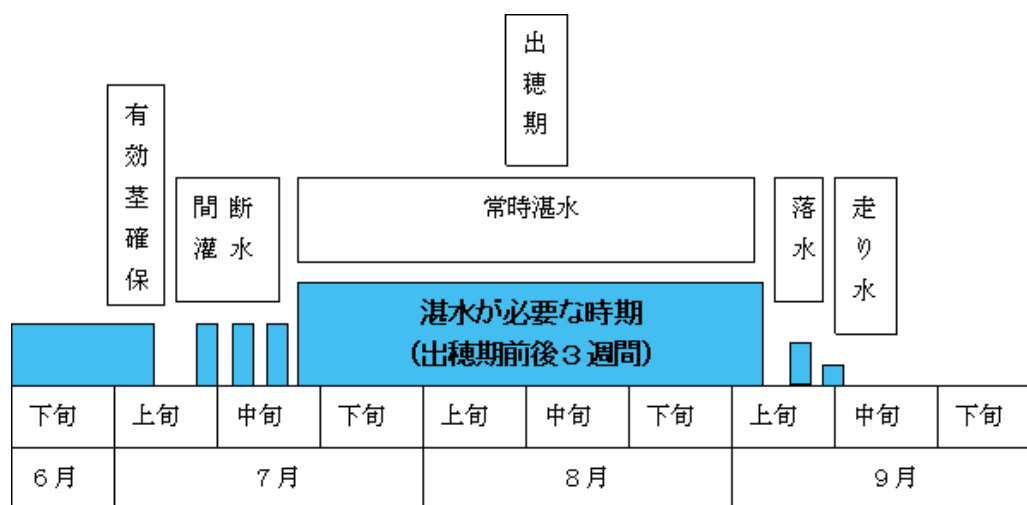 出穂期
有効茎確保
間断
灌水
常時湛水
落水
走り水
湛水が必要な時期
(出穂期前後3週間)
下旬 上旬 中旬 下旬 上旬 中旬 下旬 上旬 中旬 下旬
6月 7月 8月 9月